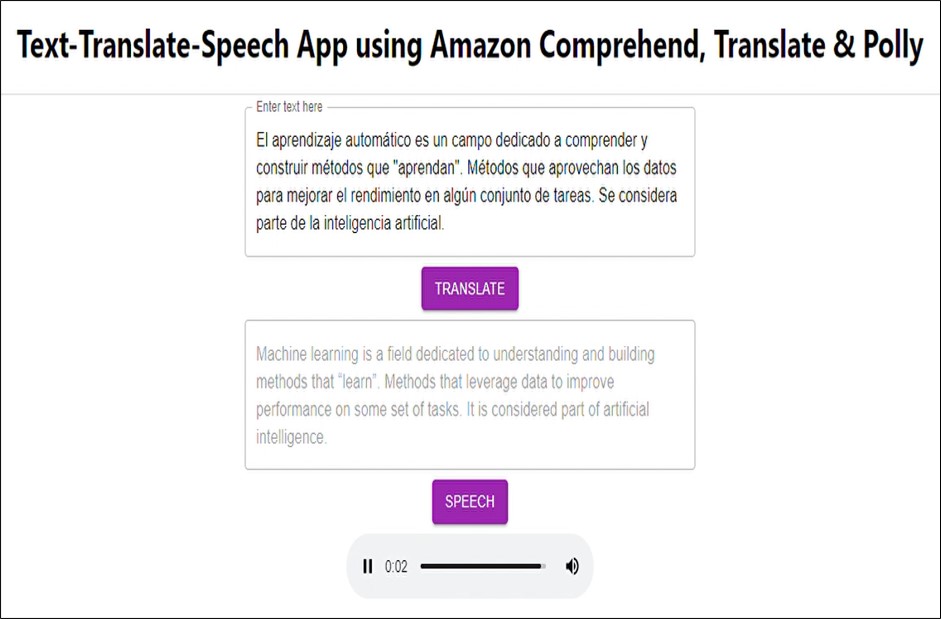 Text-Translate-Speech App using Amazon Comprehend, Translate & Polly
Enter text here
El aprendizaje automático es un campo dedicado a comprender y
construir métodos que "aprendan". Métodos que aprovechan los datos
para mejorar el rendimiento en algún conjunto de tareas. Se considera
parte de la inteligencia artificial.
TRANSLATE
Machine learning is a field dedicated to understanding and building
methods that “learn”. Methods that leverage data to improve
performance on some set of tasks. It is considered part of artificial
intelligence.
SPEECH
0:02